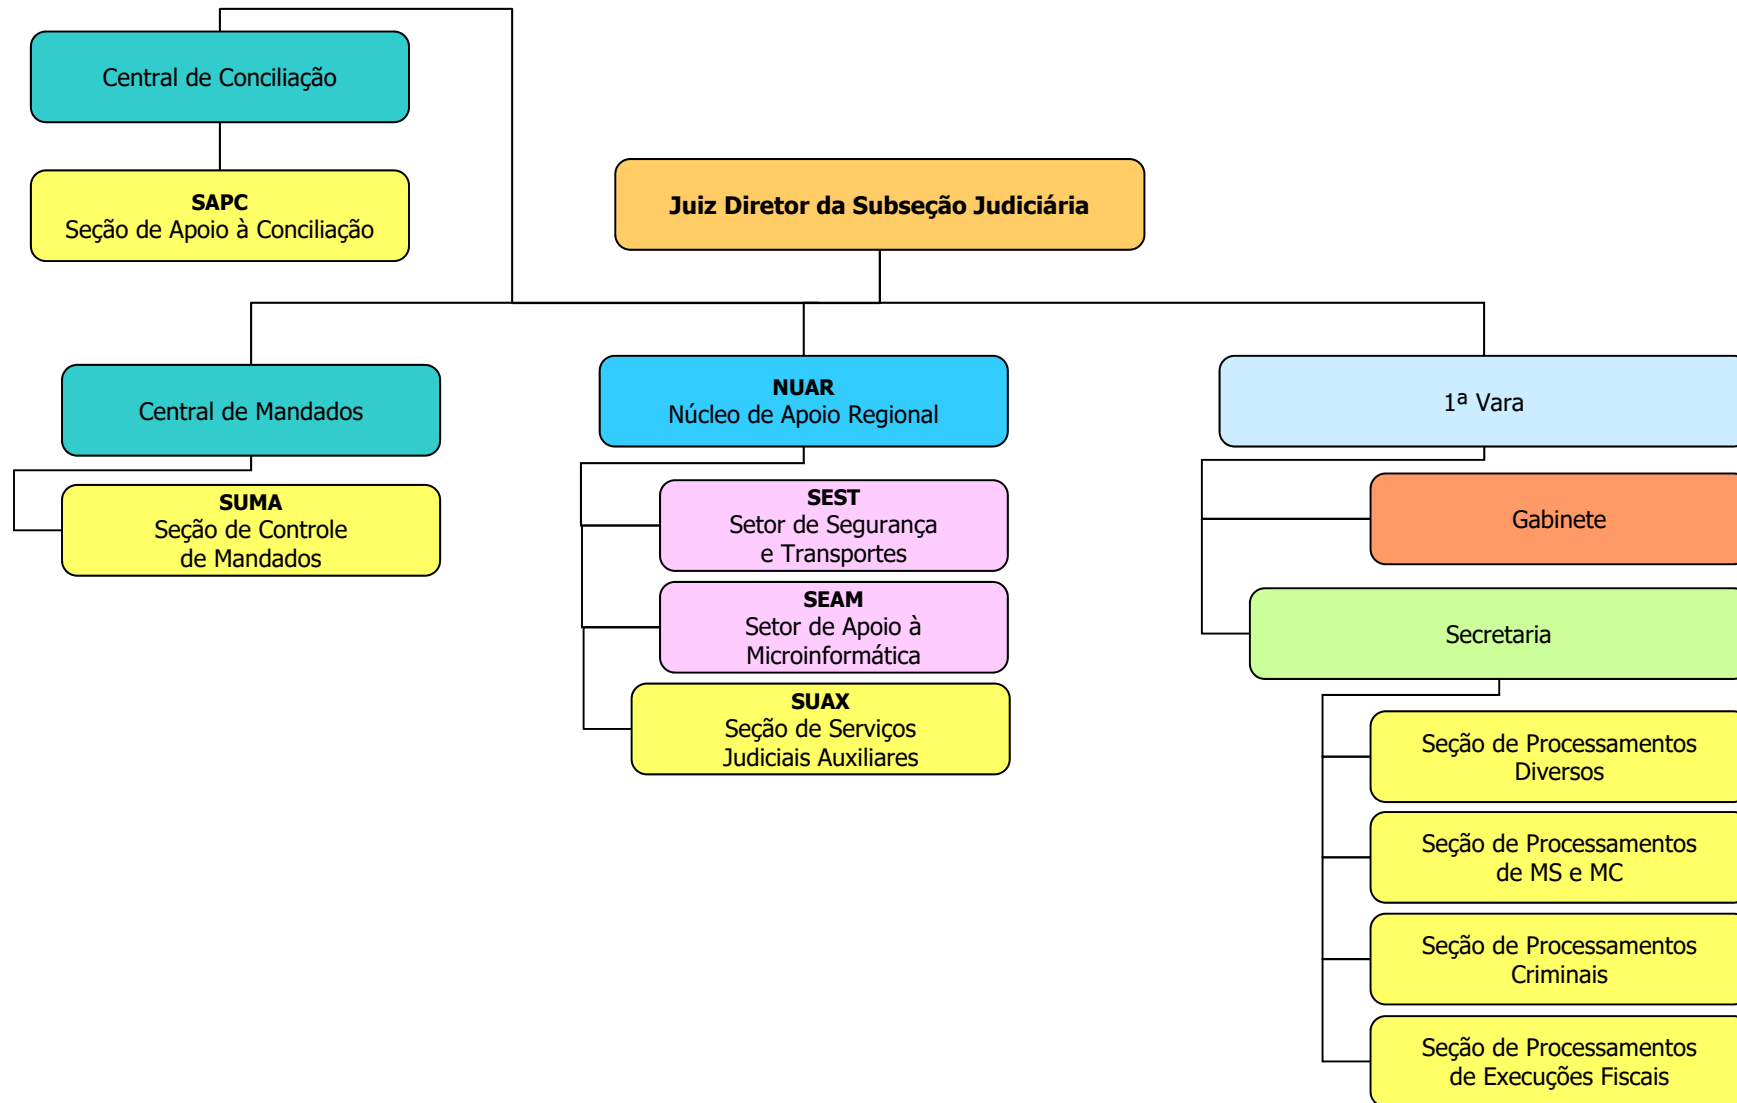 Central de Conciliação
SAPC
Seção de Apoio à Conciliação
Juiz Diretor da Subseção Judiciária
Central de Mandados
SUMA
Seção de Controle
de Mandados
NUAR
Núcleo de Apoio Regional
SEST
Setor de Segurança
e Transportes
SEAM
Setor de Apoio à
Microinformática
SUAX
Seção de Serviços
Judiciais Auxiliares
1ª Vara
Gabinete
Secretaria
Seção de Processamentos
Diversos
Seção de Processamentos
de MS e MC
Seção de Processamentos
Criminais
Seção de Processamentos
de Execuções Fiscais